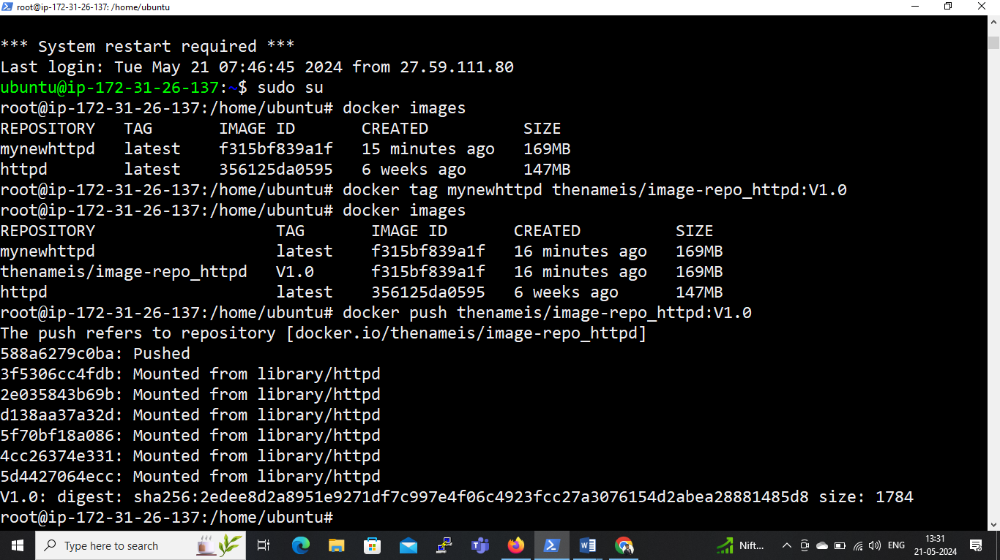 root@ip-172-31-26-137: /home/ubuntu
*** System restart required ***
Last login: Tue May 21 07:46:45 2024 from 27.59.111.80
ubuntu@ip-172-31-26-137:~$ sudo su
root@ip-172-31-26-137:/home/ubuntu# docker images
REPOSITORY   TAG       IMAGE ID       CREATED          SIZE
mynewhttpd   latest    f315bf839a1f   15 minutes ago   169MB
httpd        latest    356125da0595   6 weeks ago      147MB
root@ip-172-31-26-137:/home/ubuntu# docker tag mynewhttpd thenameis/image-repo_httpd:V1.0
root@ip-172-31-26-137:/home/ubuntu# docker images
REPOSITORY                   TAG       IMAGE ID       CREATED          SIZE
mynewhttpd                   latest    f315bf839a1f   16 minutes ago   169MB
thenameis/image-repo_httpd   V1.0      f315bf839a1f   16 minutes ago   169MB
httpd                        latest    356125da0595   6 weeks ago      147MB
root@ip-172-31-26-137:/home/ubuntu# docker push thenameis/image-repo_httpd:V1.0
The push refers to repository [docker.io/thenameis/image-repo_httpd]
588a6279c0ba: Pushed
3f5306cc4fdb: Mounted from library/httpd
2e035843b69b: Mounted from library/httpd
d138aa37a32d: Mounted from library/httpd
5f70bf18a086: Mounted from library/httpd
4cc26374e331: Mounted from library/httpd
5d4427064ecc: Mounted from library/httpd
V1.0: digest: sha256:2edee8d2a8951e9271df7c997e4f06c4923fcc27a3076154d2abea28881485d8 size: 1784
root@ip-172-31-26-137:/home/ubuntu#
Type here to search
Nift...
ENG
13:31
21-05-2024